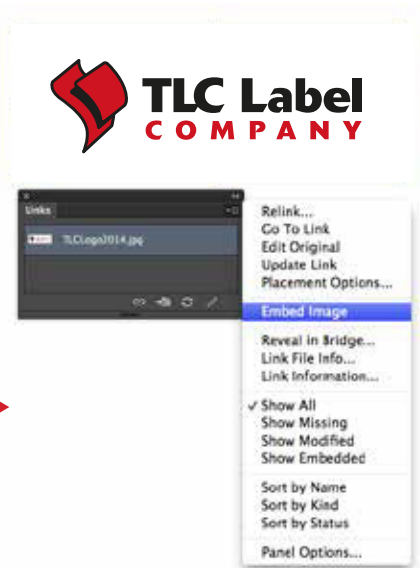 TLC Label
COMPANY
Links
TLCLogo2014.jpg
Relink...
Go To Link
Edit Original
Update Link
Placement Options...
Embed Image
Reveal in Bridge...
Link File Info...
Link Information...
✓ Show All
Show Missing
Show Modified
Show Embedded
Sort by Name
Sort by Kind
Sort by Status
Panel Options...